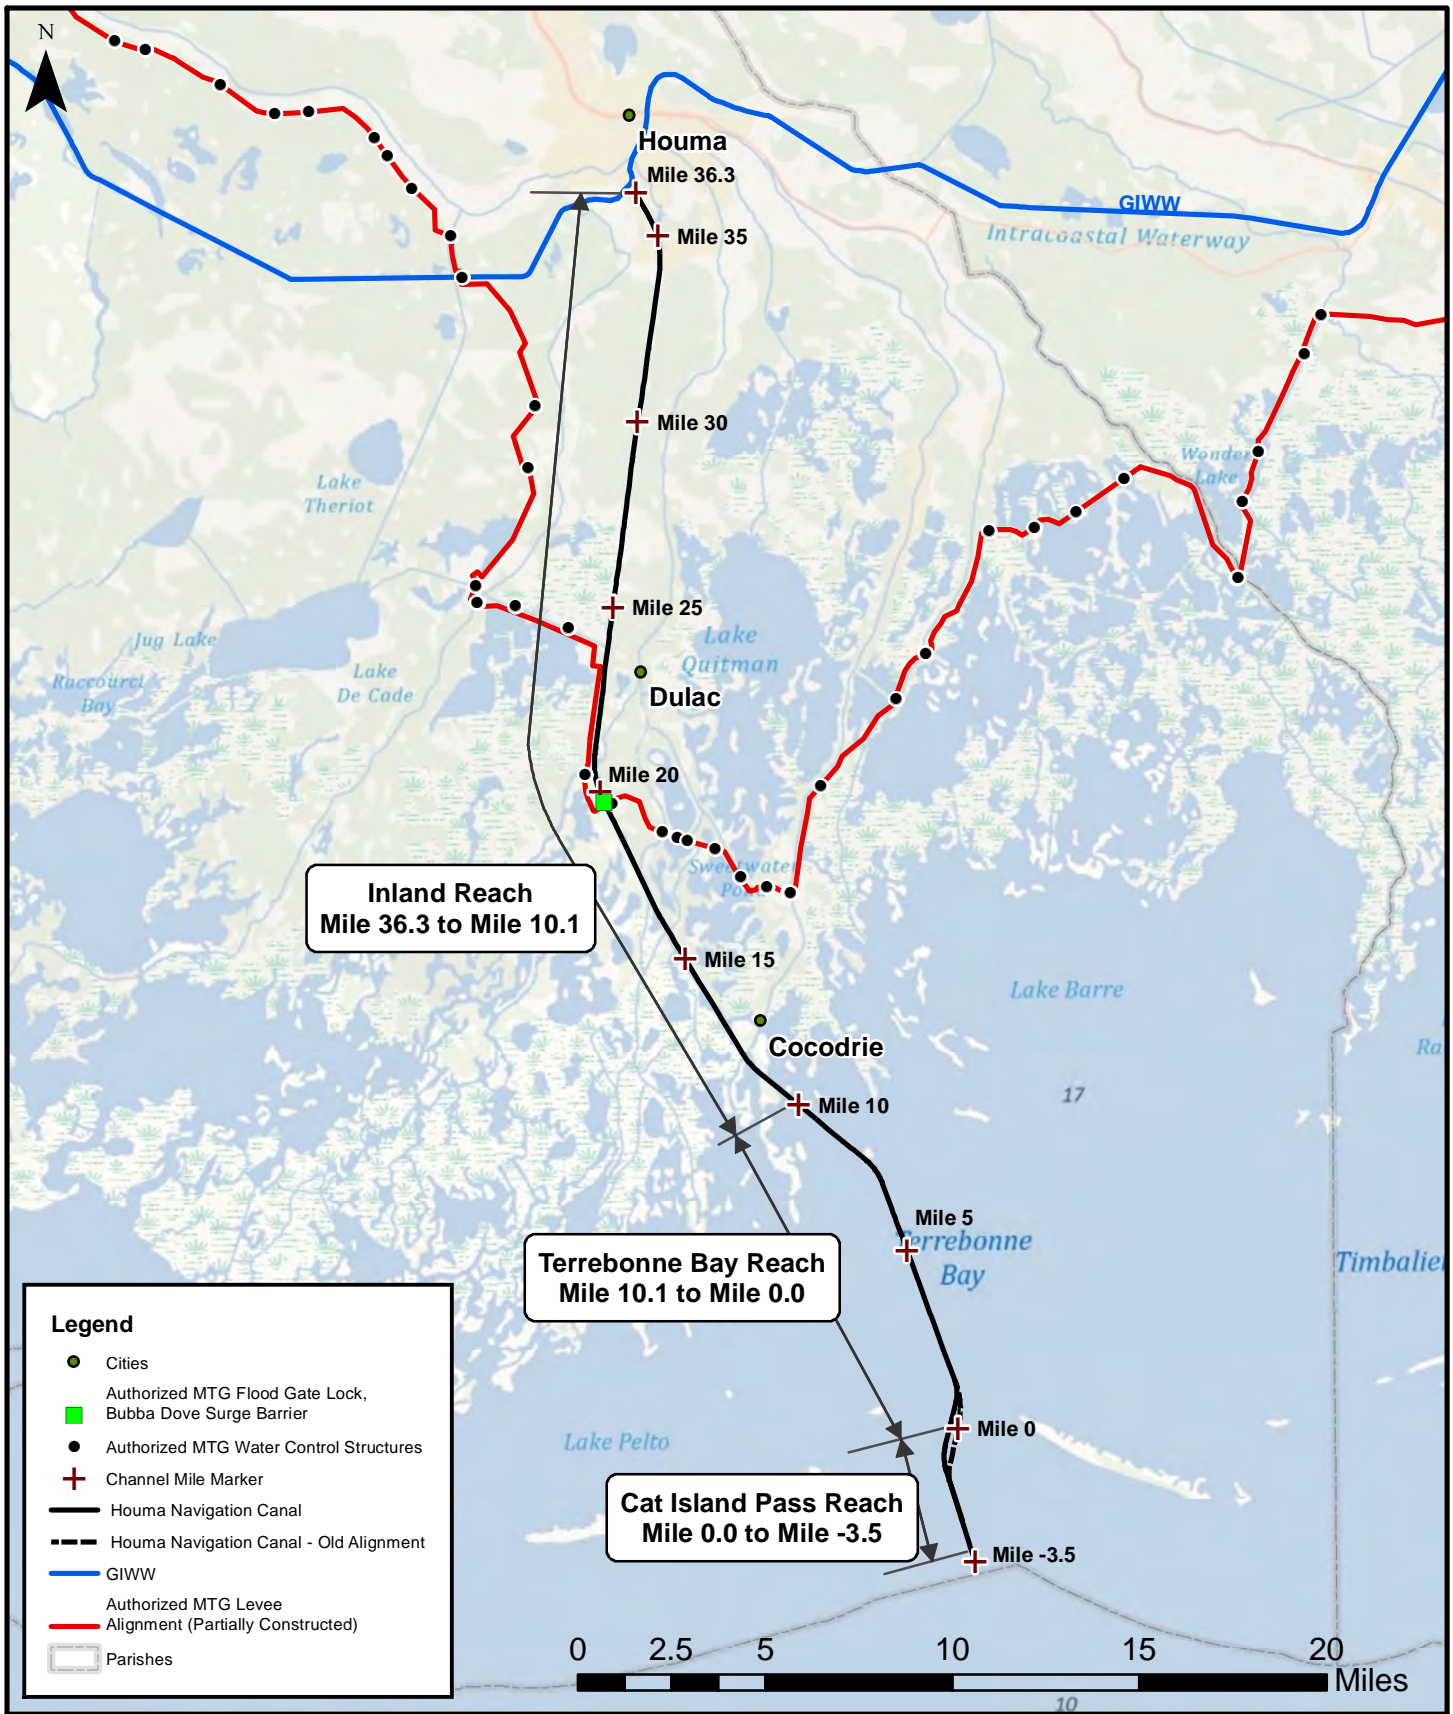 N
Houma
Mile 36.3
GIWW
Mile 35
Intracoastal Waterway
Mile 30
Wonder
Lake
Lake
Theriot
Mile 25
Jug Lake
Lake
Quitman
Raccourci
Bay
Lake
De Cade
Dulac
Mile 20
Sweetwater
Pond
Inland Reach
Mile 36.3 to Mile 10.1
Mile 15
Lake Barre
Cocodrie
Ra
17
Mile 10
Mile 5
Terrebonne
Bay
Timbalier
Terrebonne Bay Reach
Mile 10.1 to Mile 0.0
Mile 0
Lake Pelto
Cat Island Pass Reach
Mile 0.0 to Mile -3.5
Mile -3.5
Legend
Cities
Authorized MTG Flood Gate Lock,
Bubba Dove Surge Barrier
Authorized MTG Water Control Structures
Channel Mile Marker
Houma Navigation Canal
Houma Navigation Canal - Old Alignment
GIWW
Authorized MTG Levee
Alignment (Partially Constructed)
Parishes
0 2.5 5 10 15 20
Miles
10